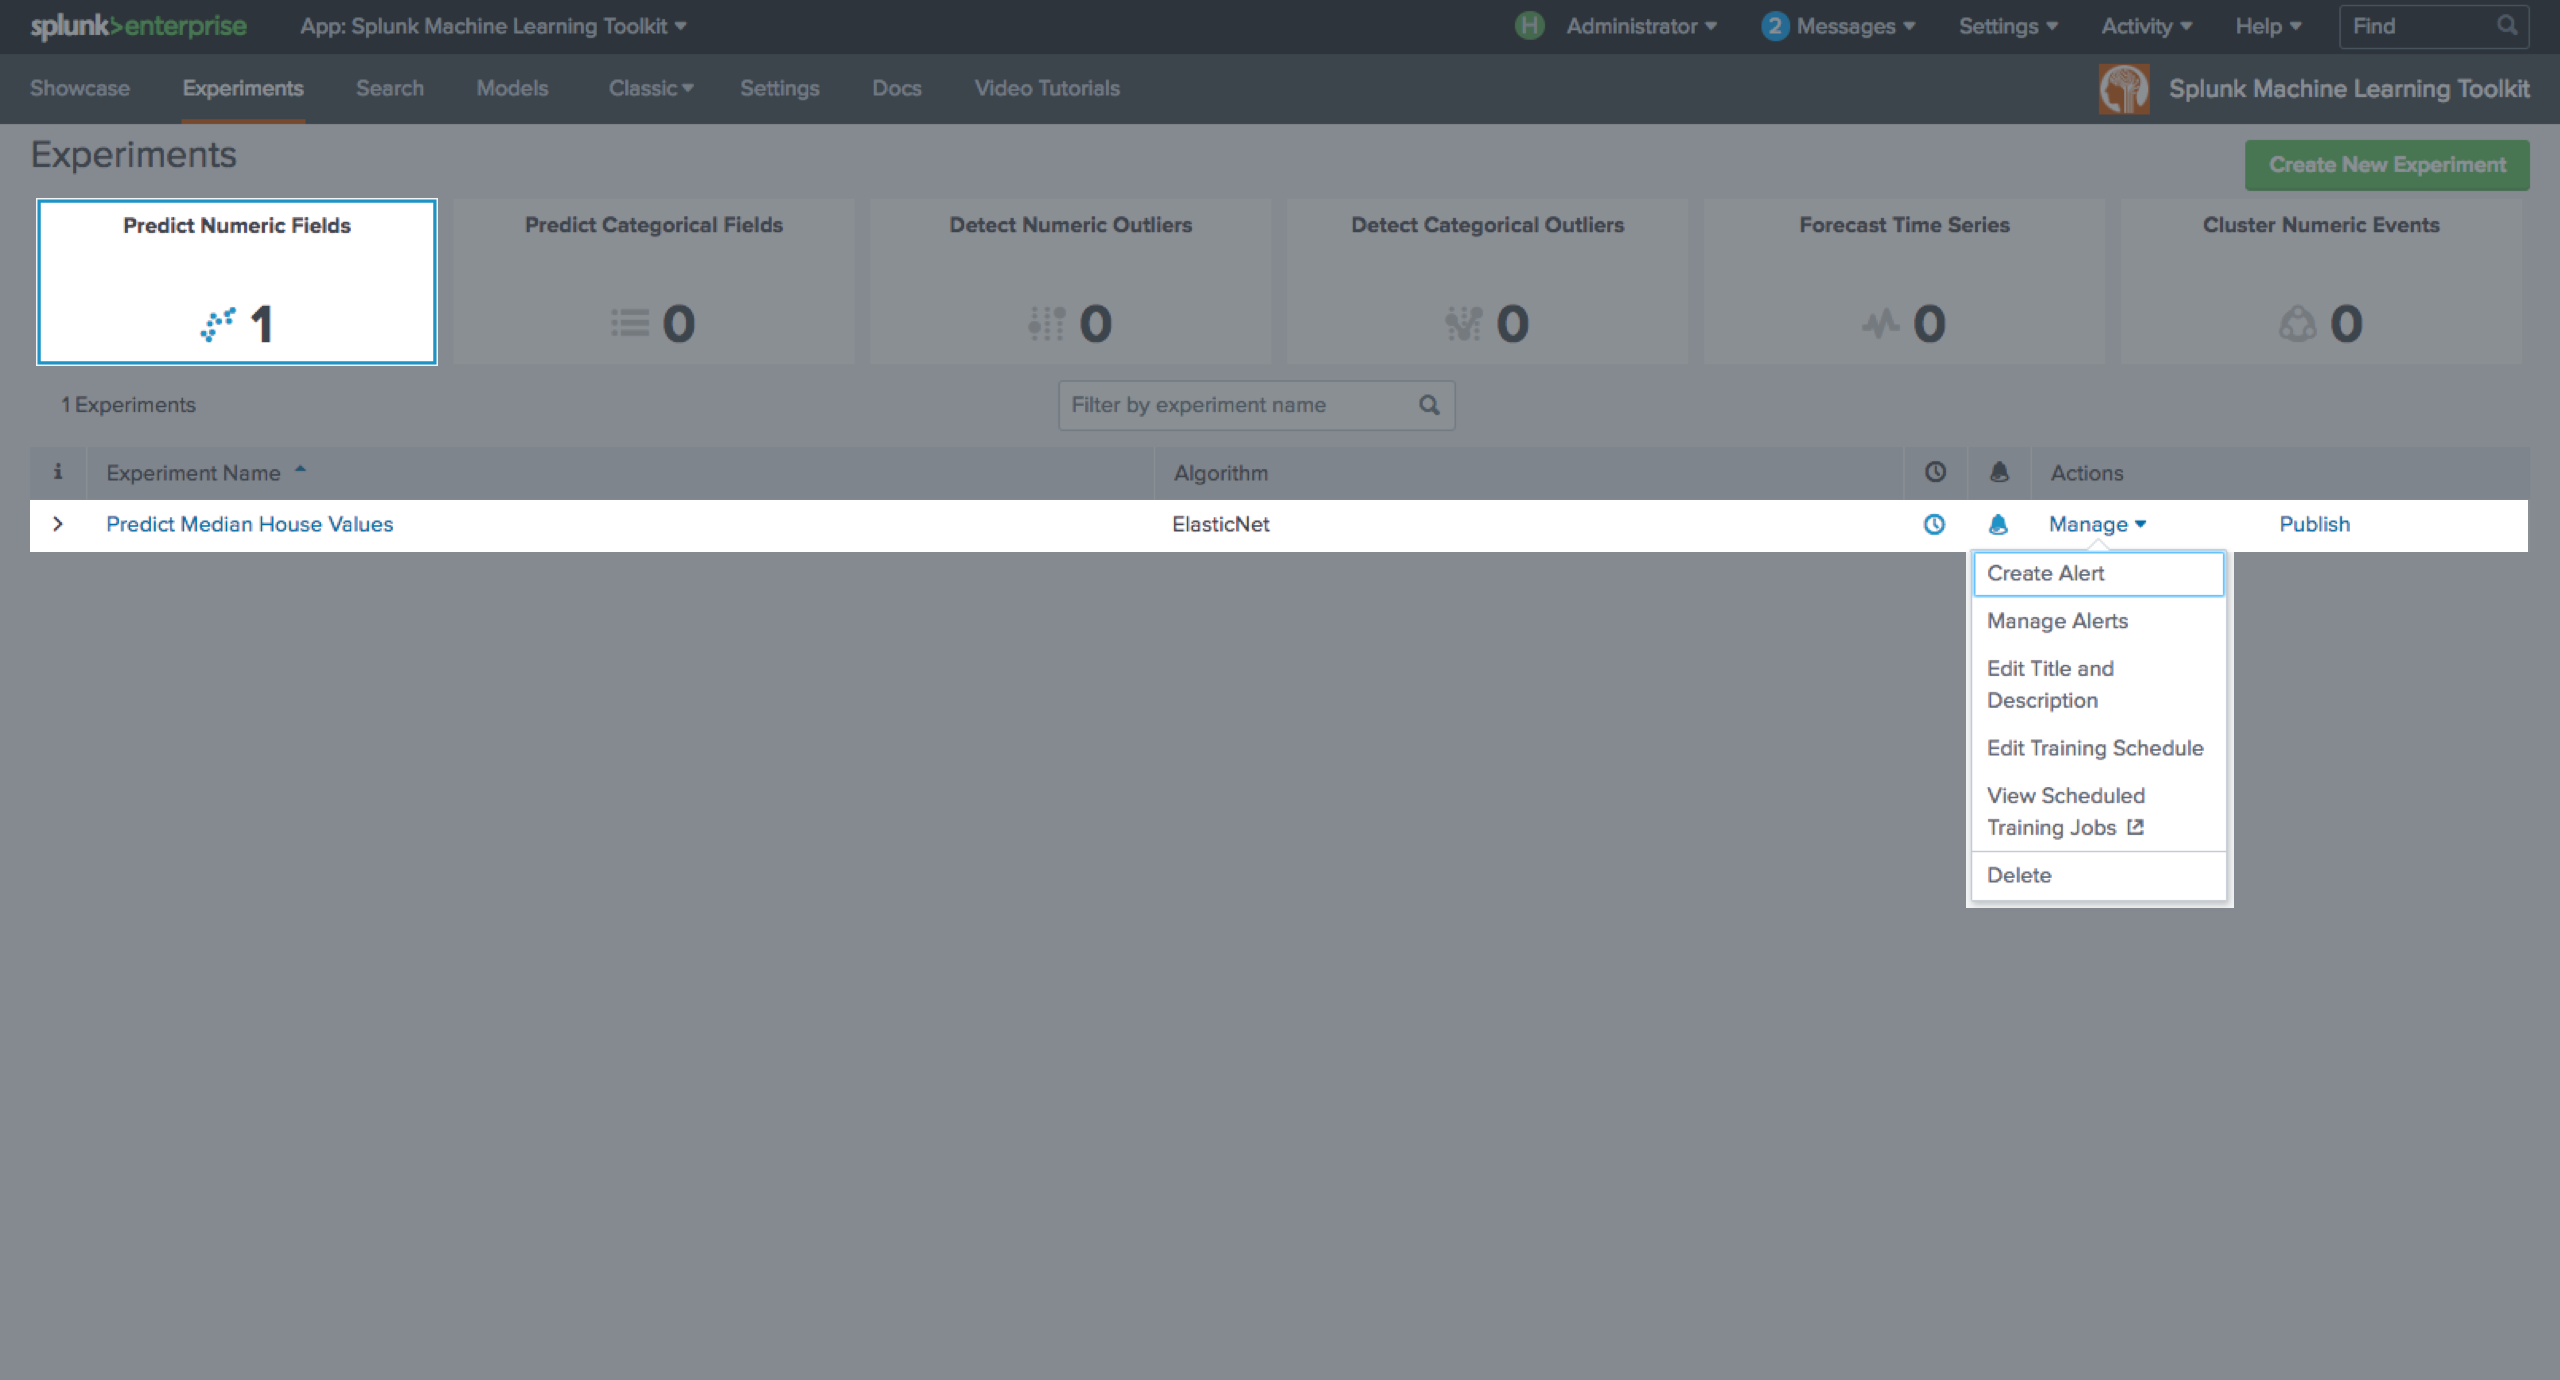 splunk>enterprise App: Splunk Machine Learning Toolkit H Administrator 2 Messages Settings Activity Help Find
Showcase Experiments Search Models Classic Settings Docs Video Tutorials Splunk Machine Learning Toolkit
Experiments
Create New Experiment
Predict Numeric Fields Predict Categorical Fields Detect Numeric Outliers Detect Categorical Outliers Forecast Time Series Cluster Numeric Events
1 0 0 0 0 0
1 Experiments Filter by experiment name
i Experiment Name Algorithm Actions
Predict Median House Values ElasticNet Manage Publish
Create Alert
Manage Alerts
Edit Title and
Description
Edit Training Schedule
View Scheduled
Training Jobs
Delete